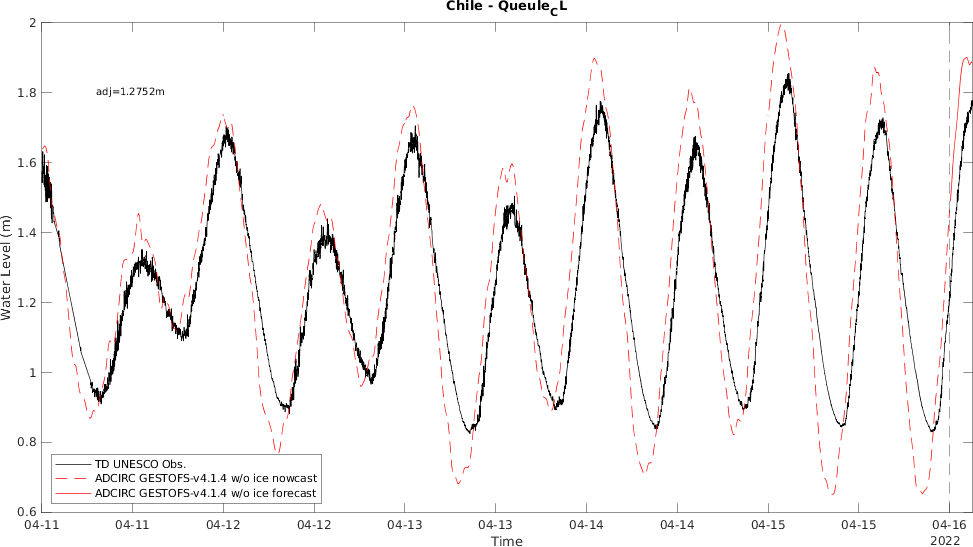 Chile - Queule_CL
adj=1.2752m
2
1.8
1.6
1.4
1.2
1
0.8
0.6
Water Level (m)
TD UNESCO Obs.
ADCIRC GESTOFS-v4.1.4 w/o ice nowcast
ADCIRC GESTOFS-v4.1.4 w/o ice forecast
04-11 04-11 04-12 04-12 04-13 04-13 04-14 04-14 04-15 04-15 04-16
Time 2022